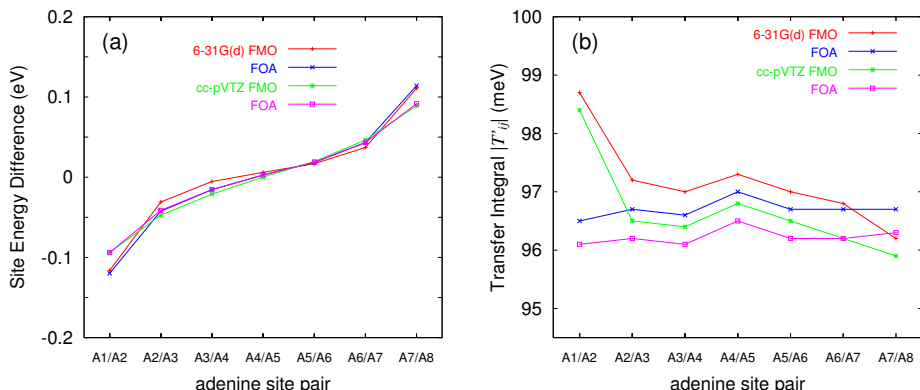 (a)
6-31G(d) FMO
FOA
cc-pVTZ FMO
FOA
Site Energy Difference (eV)
0.2
0.1
0
-0.1
-0.2
A1/A2 A2/A3 A3/A4 A4/A5 A5/A6 A6/A7 A7/A8
adenine site pair
(b)
6-31G(d) FMO
FOA
cc-pVTZ FMO
FOA
Transfer Integral |T'ij| (meV)
100
99
98
97
96
95
A1/A2 A2/A3 A3/A4 A4/A5 A5/A6 A6/A7 A7/A8
adenine site pair